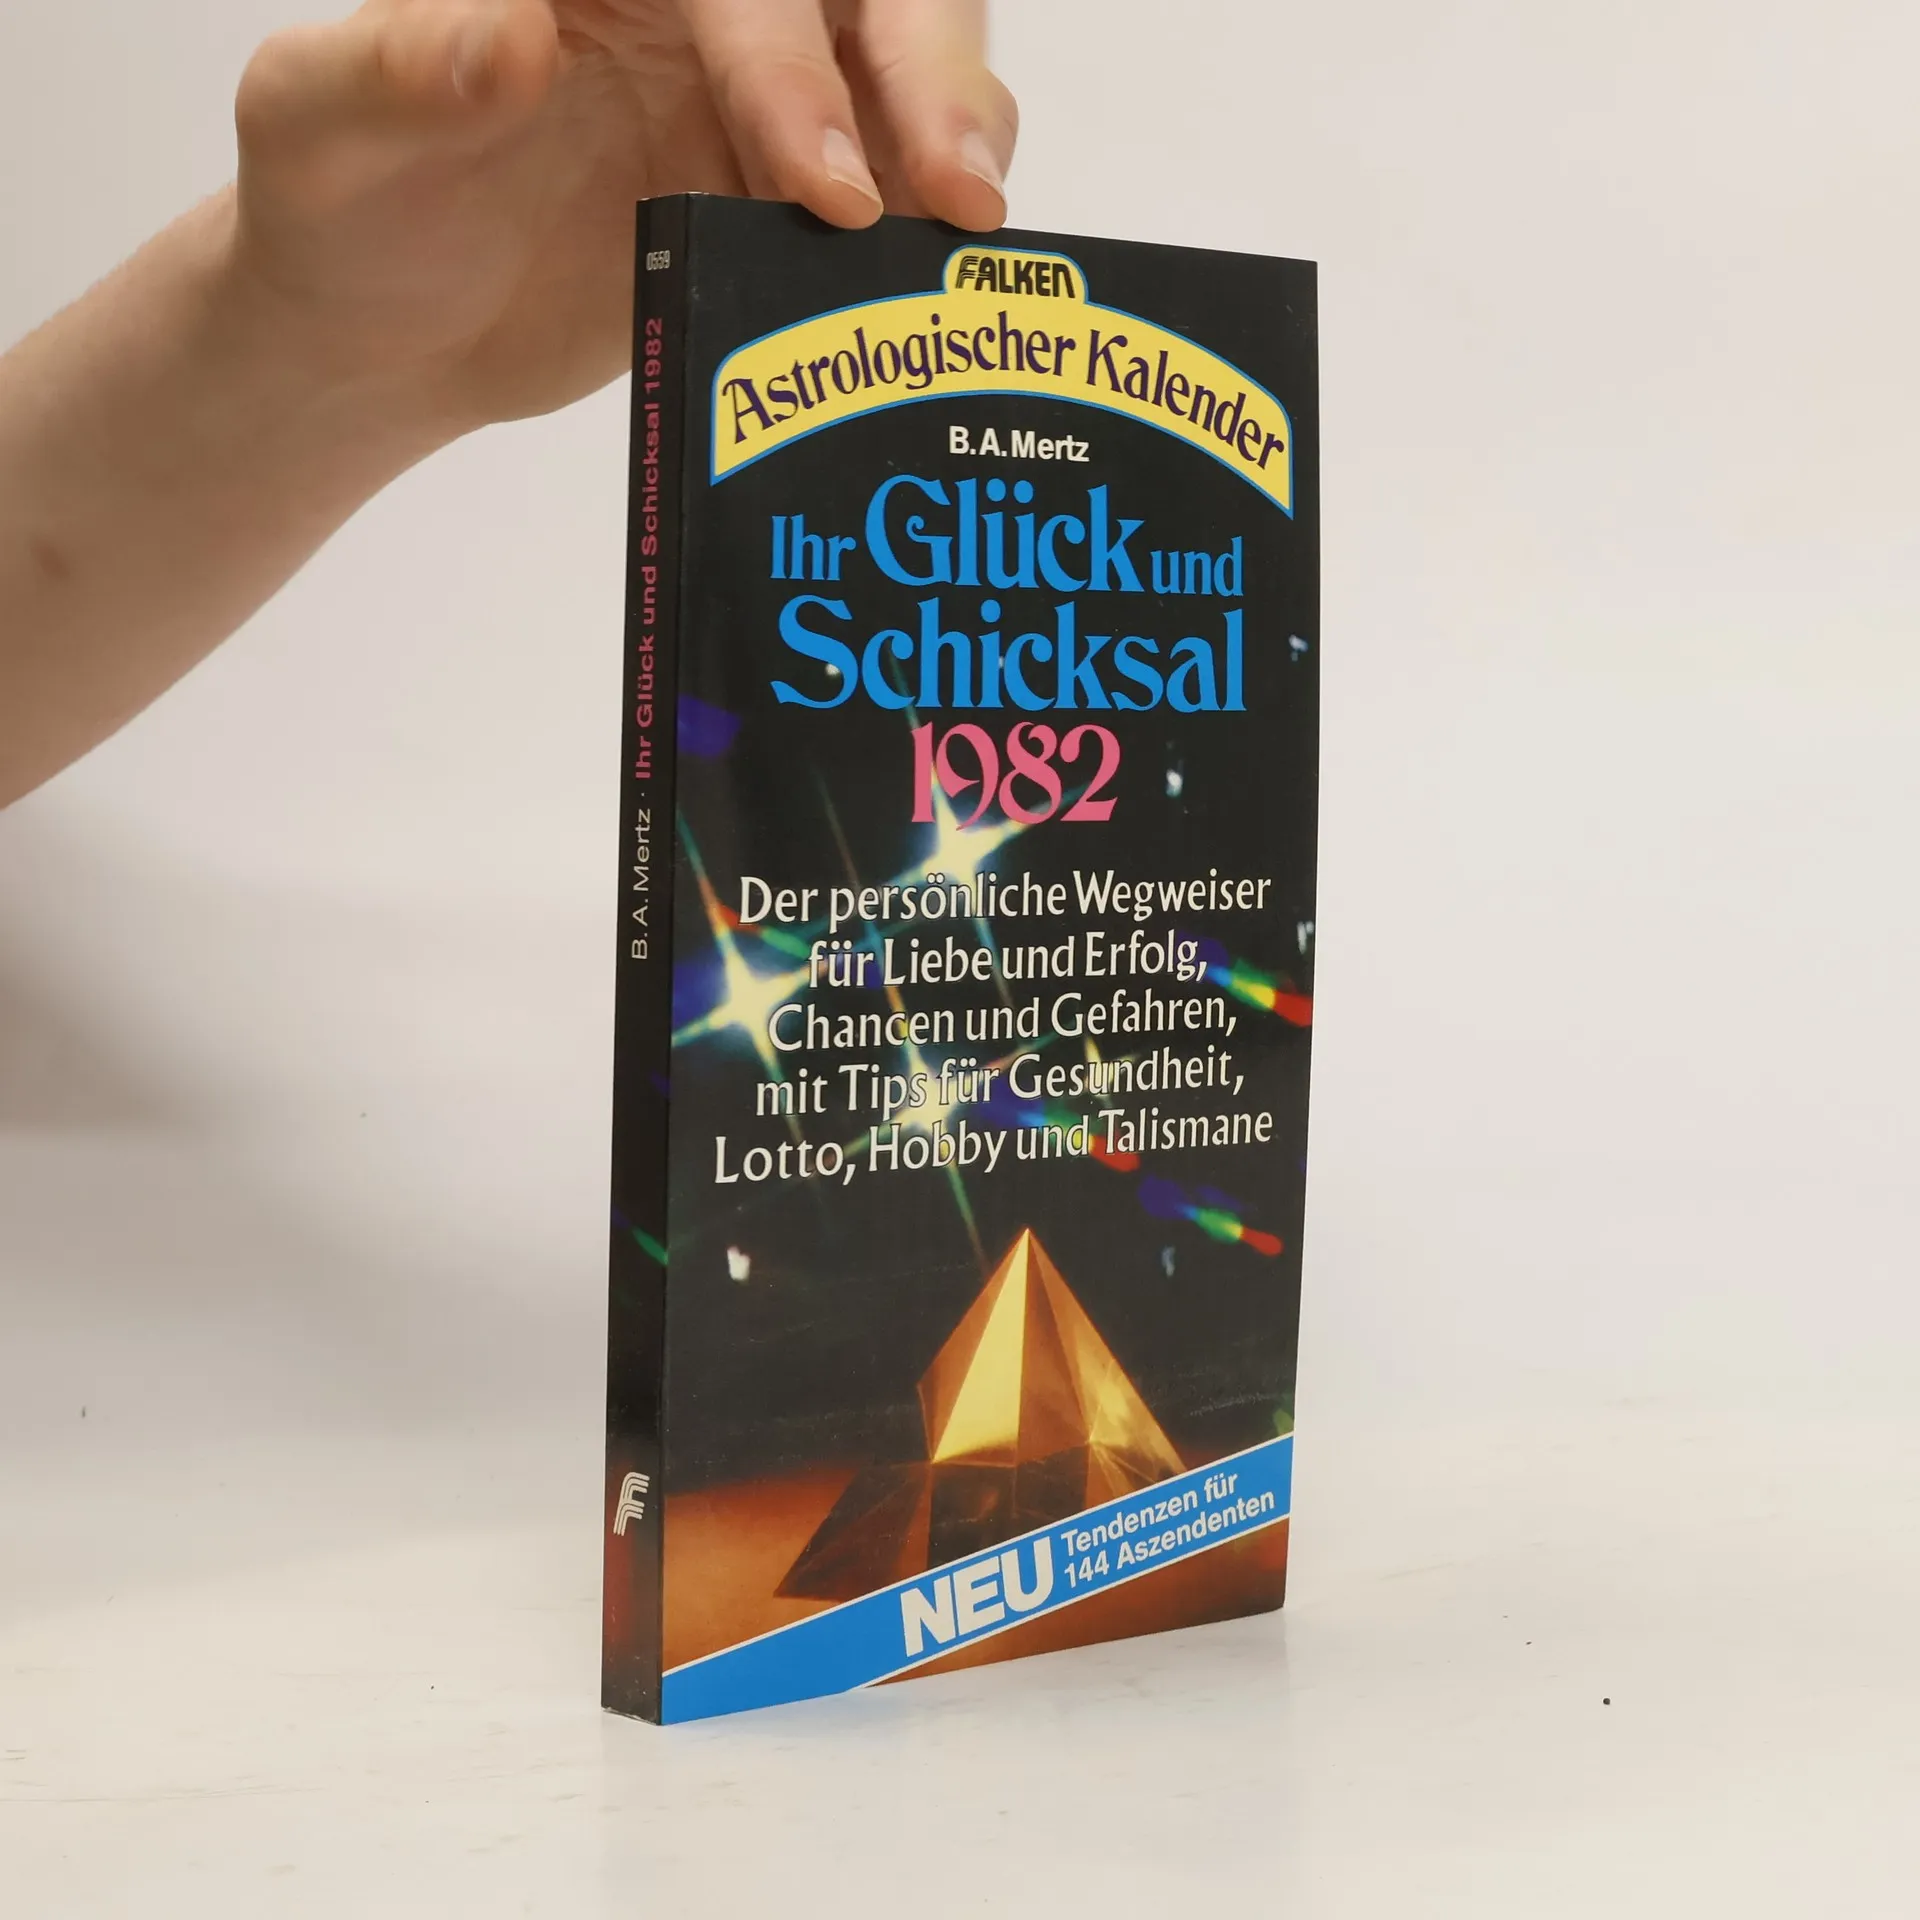 0559
B.A.Mertz · Ihr Glück und Schicksal 1982
FALKEN
Astrologischer Kalender
B.A.Mertz
Ihr Glück und
Schicksal
1982
Der persönliche Wegweiser
für Liebe und Erfolg,
Chancen und Gefahren,
mit Tips für Gesundheit,
Lotto, Hobby und Talismane
NEU Tendenzen für
144 Aszendenten